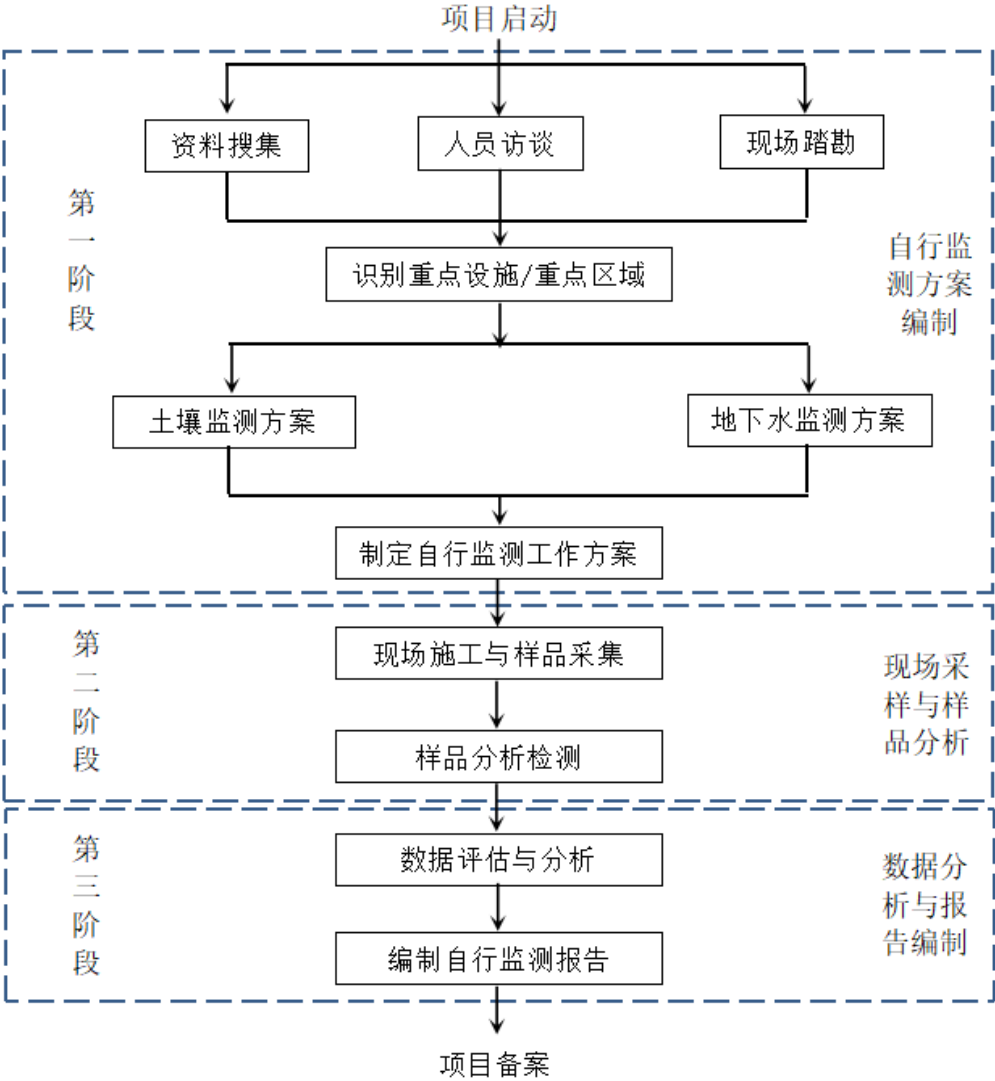 项目启动
资料搜集
人员访谈
现场踏勘
第
一
阶
段
自行监
测方案
编制
识别重点设施/重点区域
土壤监测方案
地下水监测方案
制定自行监测工作方案
第
二
阶
段
现场施工与样品采集
现场采
样与样
品分析
样品分析检测
第
三
阶
段
数据评估与分析
数据分
析与报
告编制
编制自行监测报告
项目备案